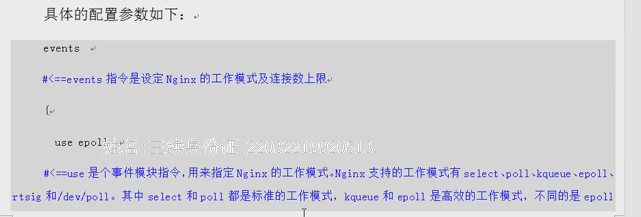 具体的配置参数如下：
events
#<==events 指令是设定 Nginx 的工作模式及连接数上限
{
use epoll
#<==use 是个事件模块指令，用来指定 Nginx 的工作模式。Nginx 支持的工作模式有 select、poll、kqueue、epoll、
rtsig 和/dev/poll。其中 select 和 poll 都是标准的工作模式，kqueue 和 epoll 是高效的工作模式，不同的是 epoll